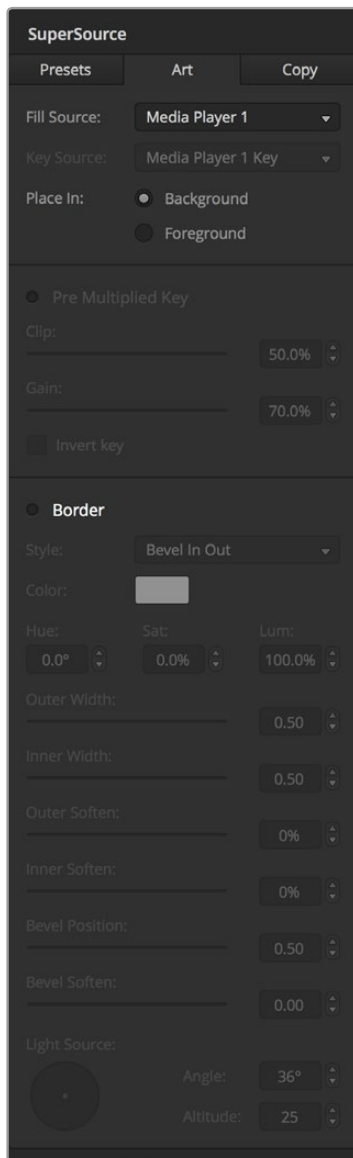 SuperSource
Presets Art Copy
Fill Source: Media Player 1
Key Source: Media Player 1 Key
Place In: Background
Foreground
Pre Multiplied Key
Clip:
50.0%
Gain:
70.0%
Invert key
Border
Style: Bevel In Out
Color:
Hue: Sat: Lum:
0.0° 0.0% 100.0%
Outer Width:
0.50
Inner Width:
0.50
Outer Soften:
0%
Inner Soften:
0%
Bevel Position:
0.50
Bevel Soften:
0.00
Light Source:
Angle: 36°
Altitude: 25